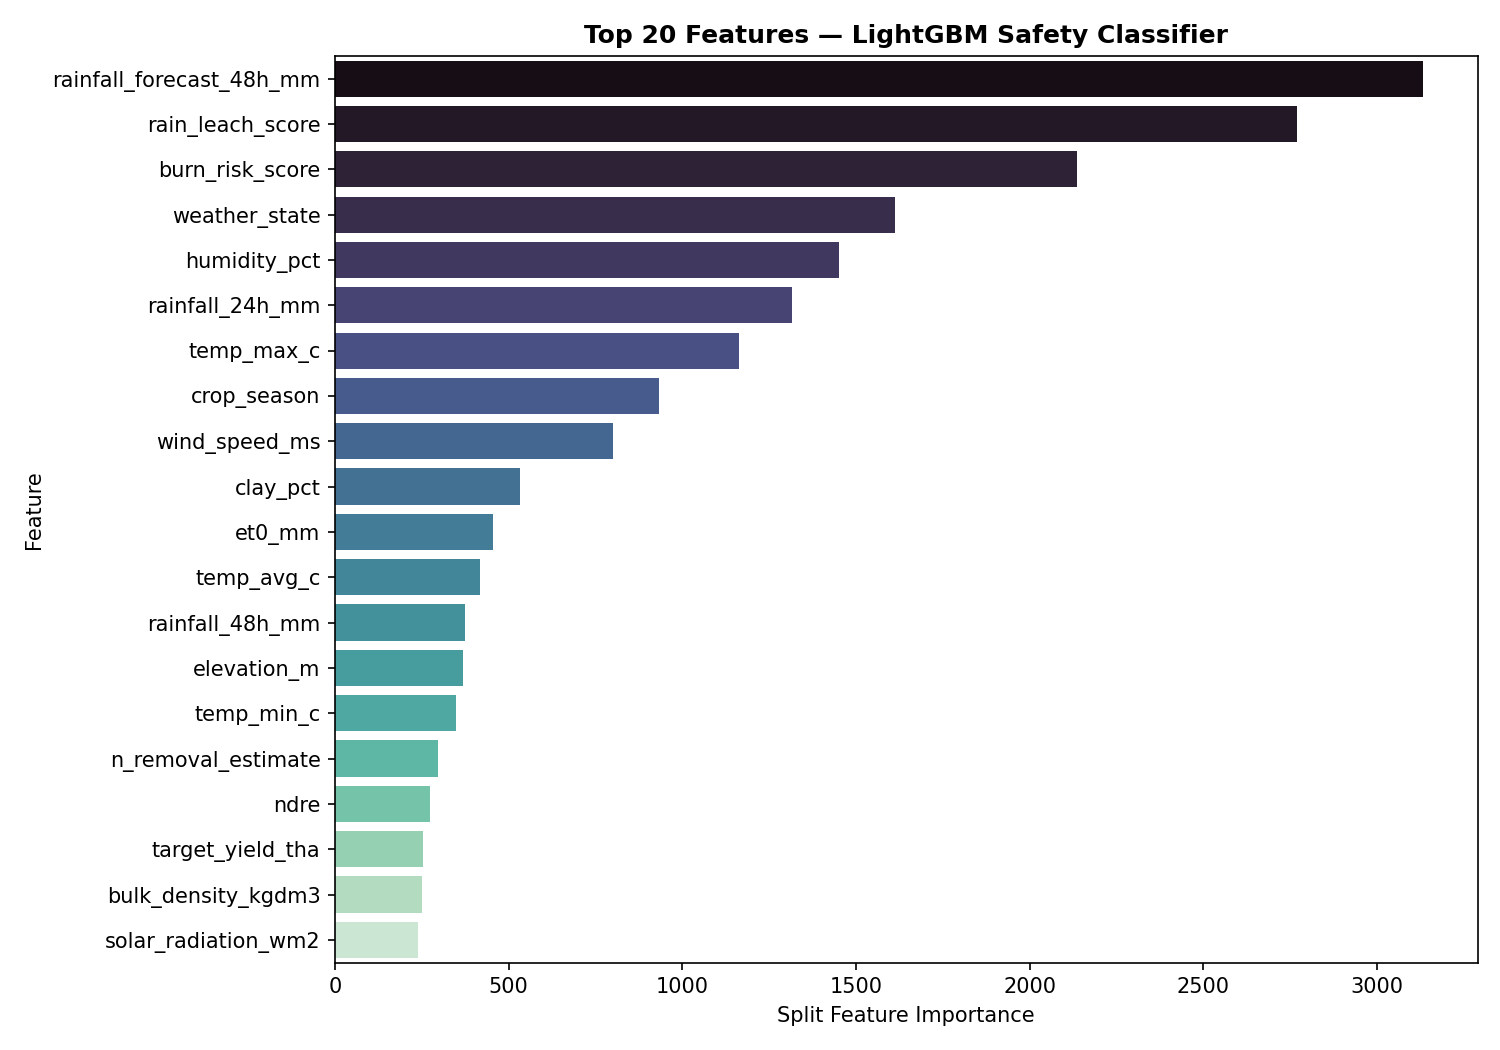 Top 20 Features — LightGBM Safety Classifier
Feature
rainfall_forecast_48h_mm
rain_leach_score
burn_risk_score
weather_state
humidity_pct
rainfall_24h_mm
temp_max_c
crop_season
wind_speed_ms
clay_pct
et0_mm
temp_avg_c
rainfall_48h_mm
elevation_m
temp_min_c
n_removal_estimate
ndre
target_yield_tha
bulk_density_kgdm3
solar_radiation_wm2
0 500 1000 1500 2000 2500 3000
Split Feature Importance